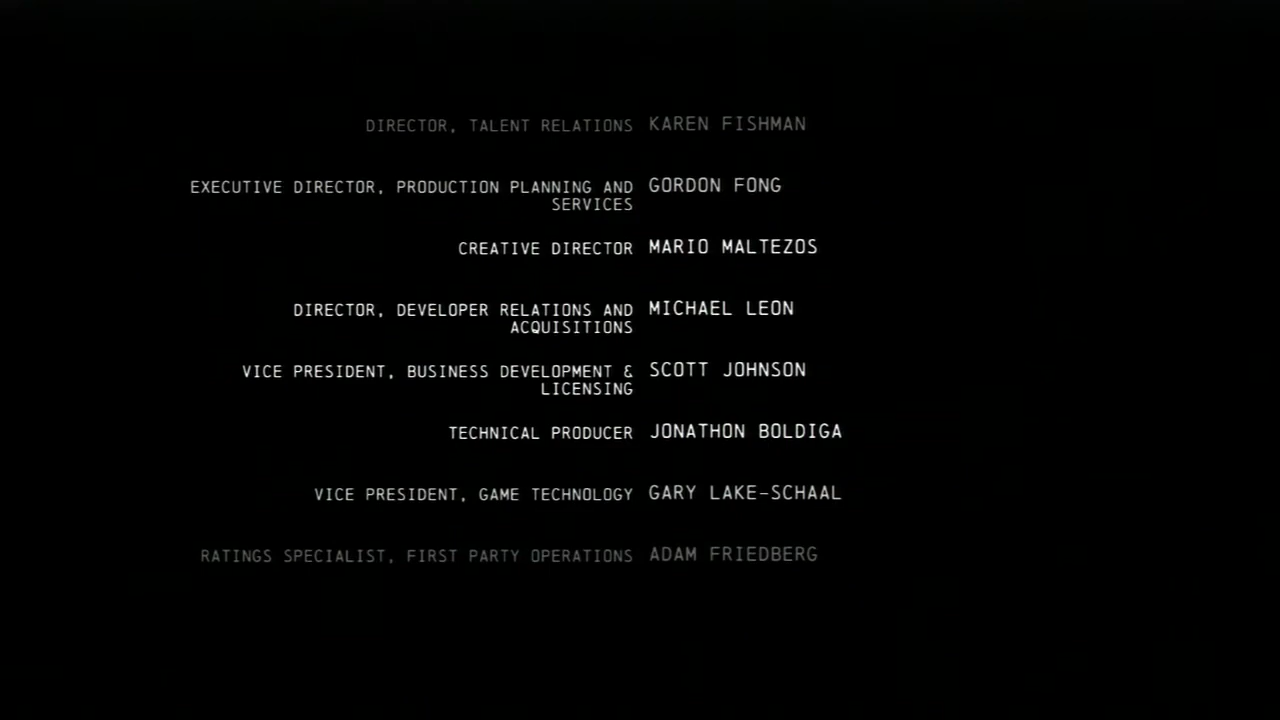 DIRECTOR, TALENT RELATIONS KAREN FISHMAN
EXECUTIVE DIRECTOR, PRODUCTION PLANNING AND GORDON FONG
SERVICES
CREATIVE DIRECTOR MARIO MALTEZOS
DIRECTOR, DEVELOPER RELATIONS AND MICHAEL LEON
ACQUISITIONS
VICE PRESIDENT, BUSINESS DEVELOPMENT & SCOTT JOHNSON
LICENSING
TECHNICAL PRODUCER JONATHON BOLDIGA
VICE PRESIDENT, GAME TECHNOLOGY GARY LAKE-SCHAAL
RATINGS SPECIALIST, FIRST PARTY OPERATIONS ADAM FRIEDBERG